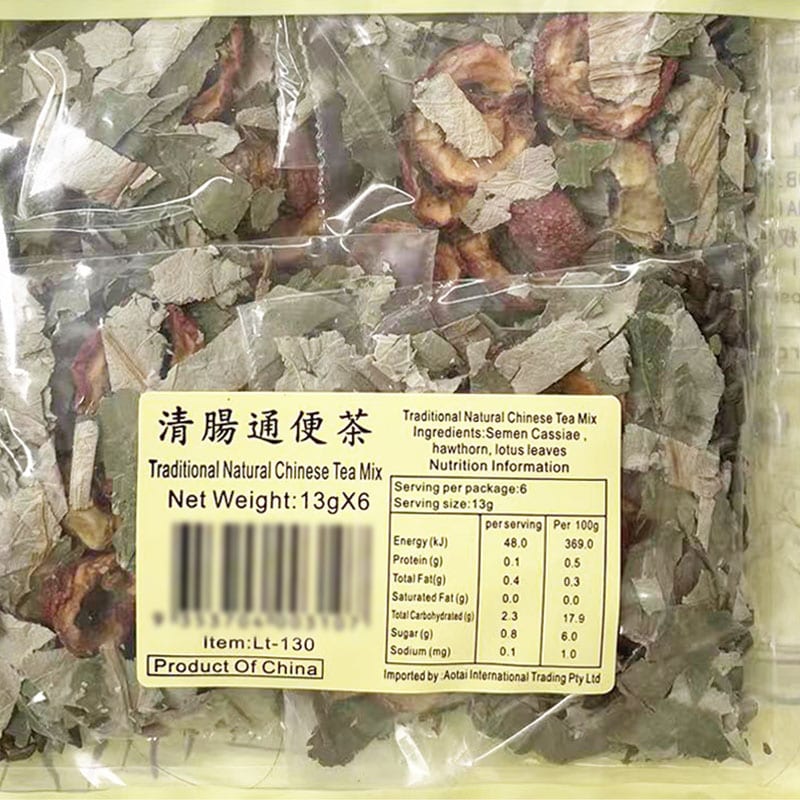 清腸通便茶
Traditional Natural Chinese Tea Mix
Net Weight:13gX6
Item:Lt-130
Product Of China
Traditional Natural Chinese Tea Mix
Ingredients:Semen Cassiae ,
hawthorn, lotus leaves
Nutrition Information
Serving per package:6
Serving size:13g
per serving Per 100g
Energy (kJ) 48.0 369.0
Protein (g) 0.1 0.5
Total Fat(g) 0.4 0.3
Saturated Fat (g) 0.0 0.0
Total Carbohydrated (g) 2.3 17.9
Sugar (g) 0.8 6.0
Sodium (mg) 0.1 1.0
Imported by :Aotai International Trading Pty Ltd